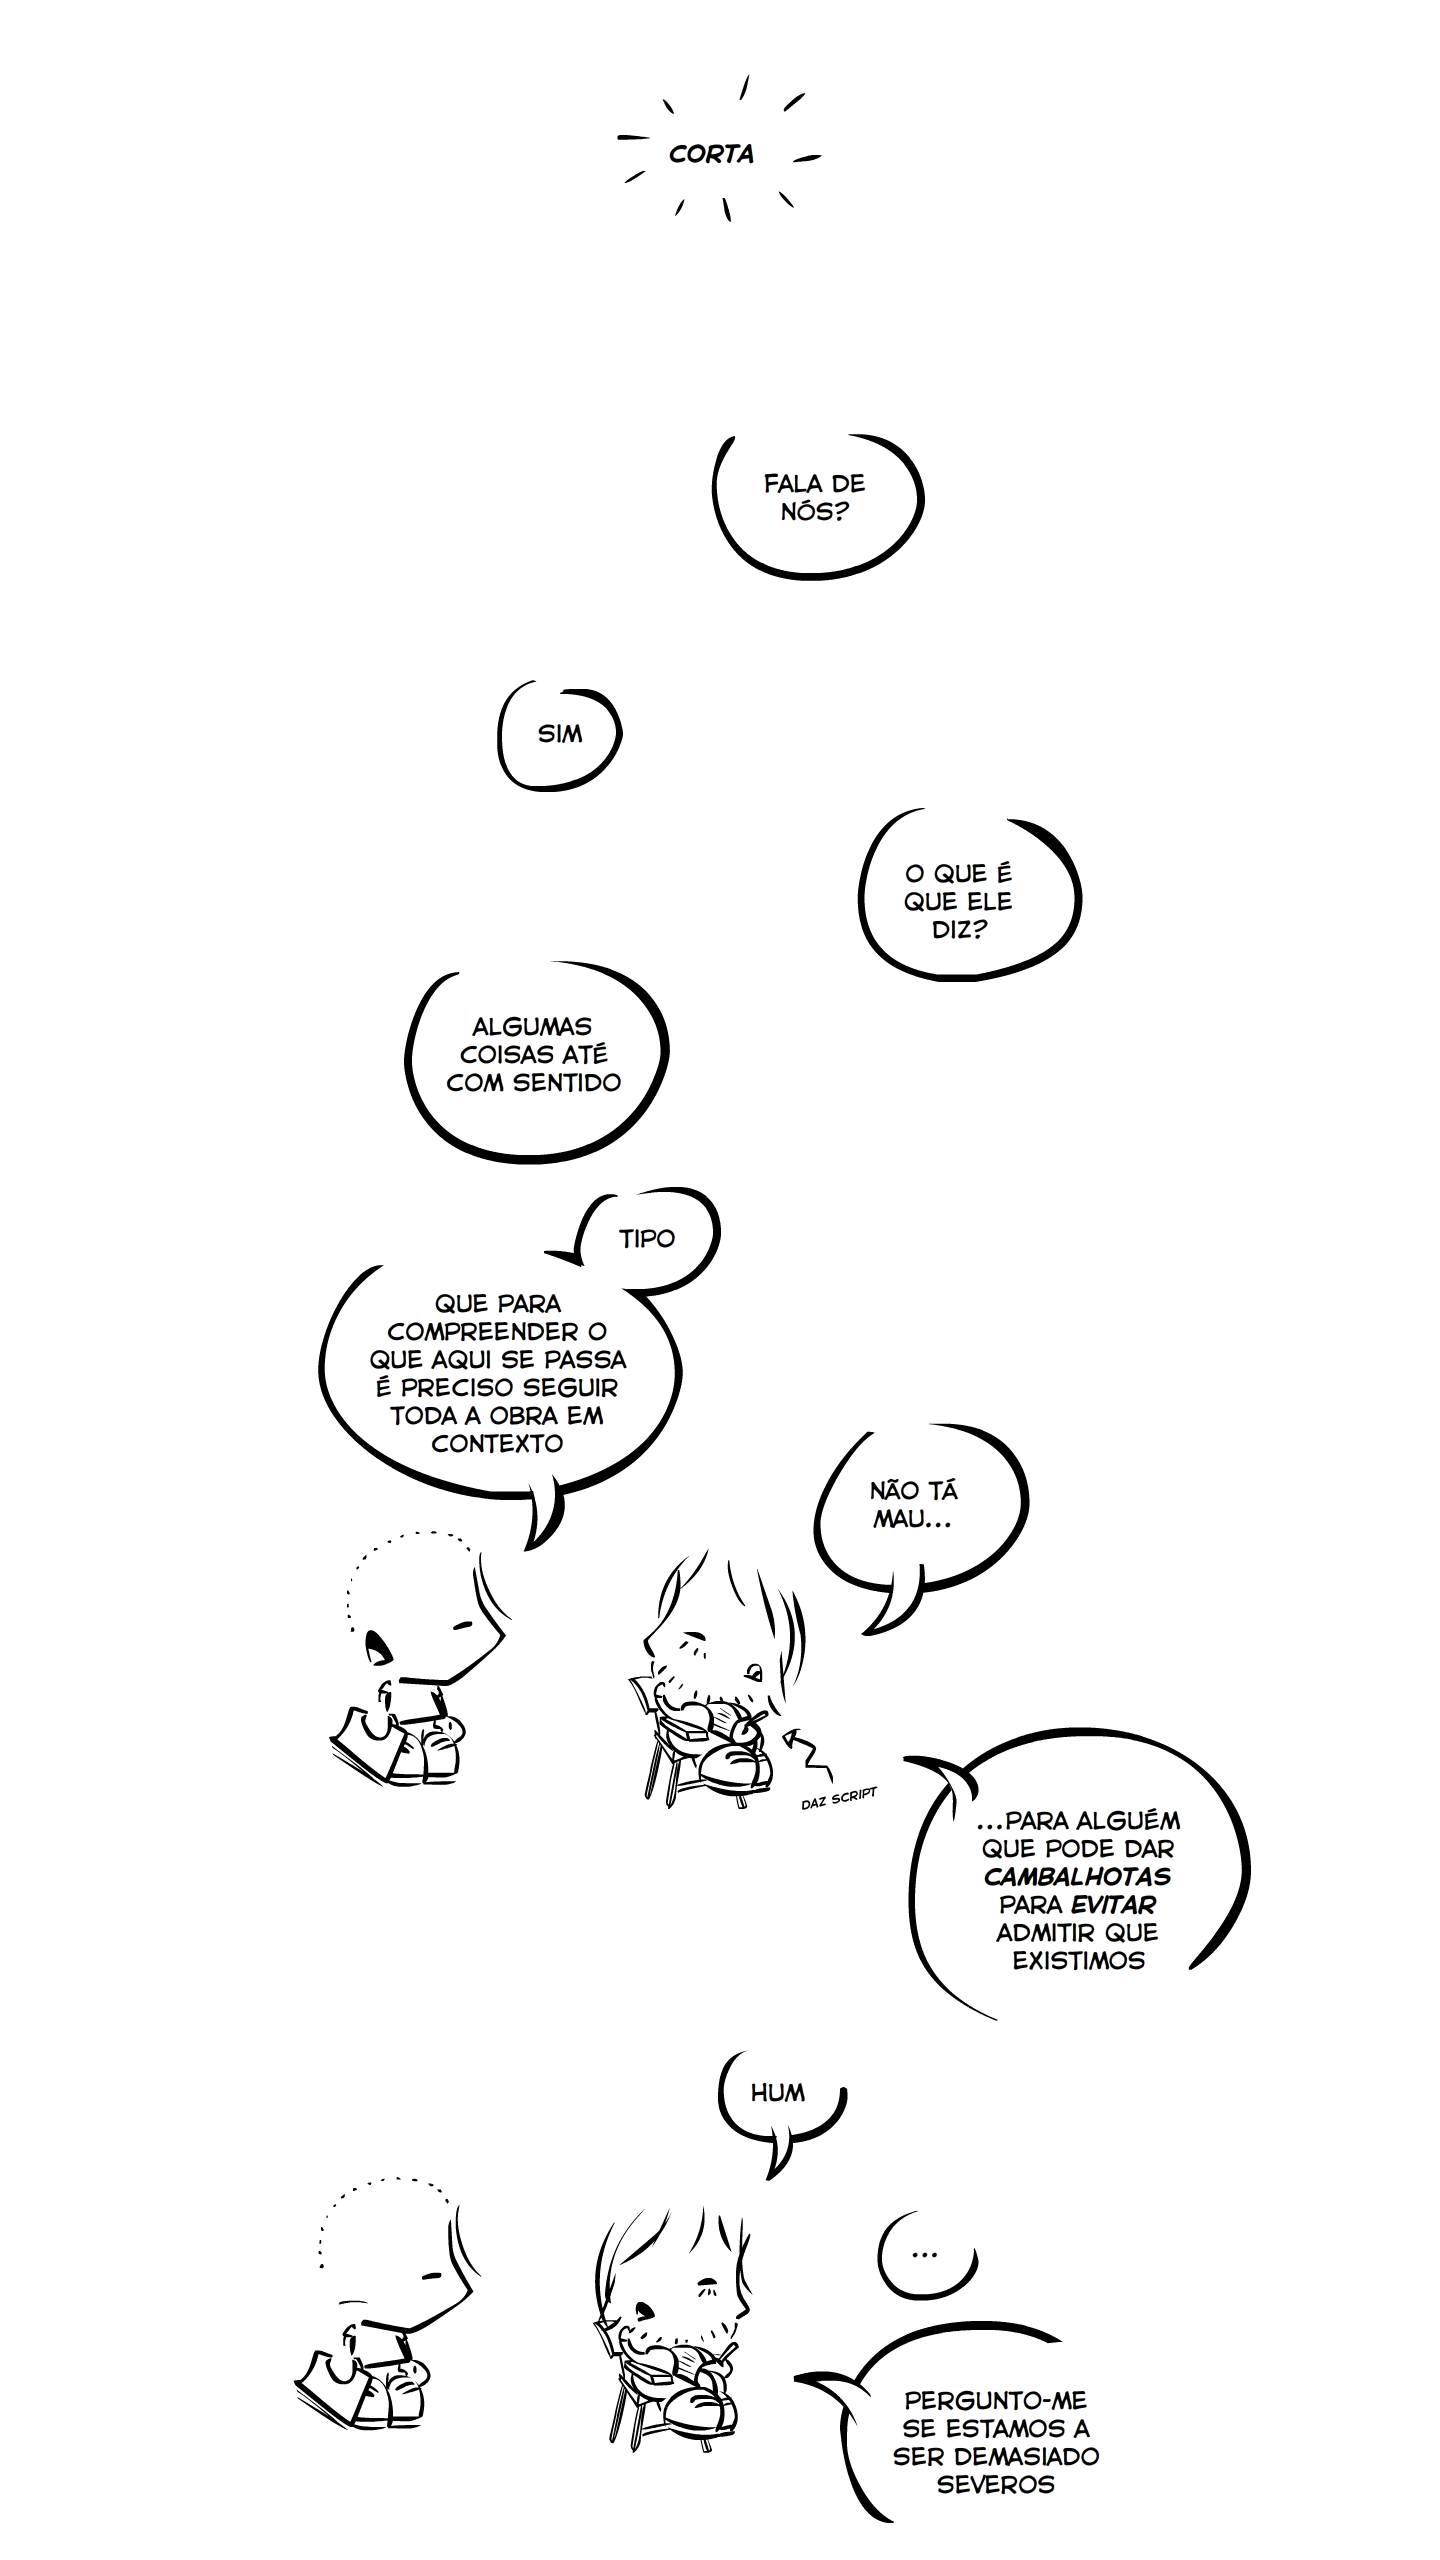 CORTA
FALA DE
NÓS?
SIM
O QUE É
QUE ELE
DIZ?
ALGUMAS
COISAS ATÉ
COM SENTIDO
TIPO
QUE PARA
COMPREENDER O
QUE AQUI SE PASSA
É PRECISO SEGUIR
TODA A OBRA EM
CONTEXTO
NÃO TÁ
MAU...
DAZ SCRIPT
...PARA ALGUÉM
QUE PODE DAR
CAMBALHOTAS
PARA EVITAR
ADMITIR QUE
EXISTIMOS
HUM
...
PERGUNTO-ME
SE ESTAMOS A
SER DEMASIADO
SEVEROS